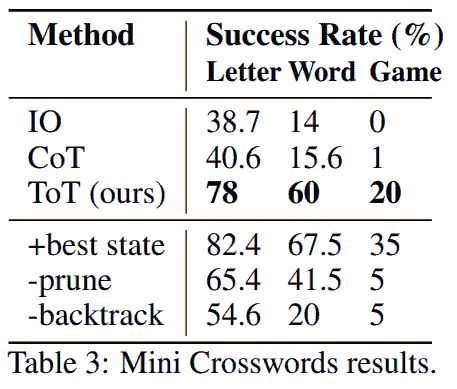 Method Success Rate (%)
Letter Word Game
IO 38.7 14 0
CoT 40.6 15.6 1
ToT (ours) 78 60 20
+best state 82.4 67.5 35
-prune 65.4 41.5 5
-backtrack 54.6 20 5
Table 3: Mini Crosswords results.